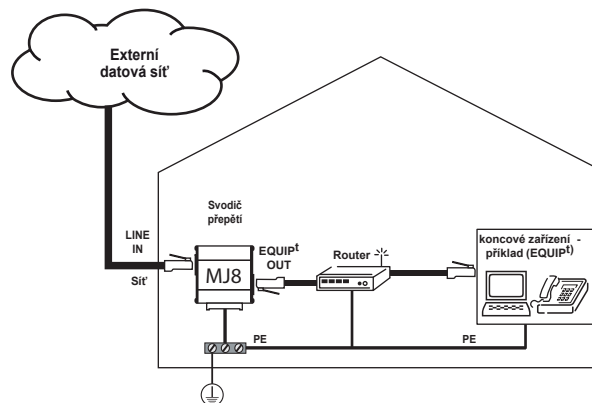 Externí
datová síť
Svodič
přepětí
LINE
IN
Síť
MJ8
EQUIPᵗ
OUT
Router
koncové zařízení -
příklad (EQUIPᵗ)
PE
PE